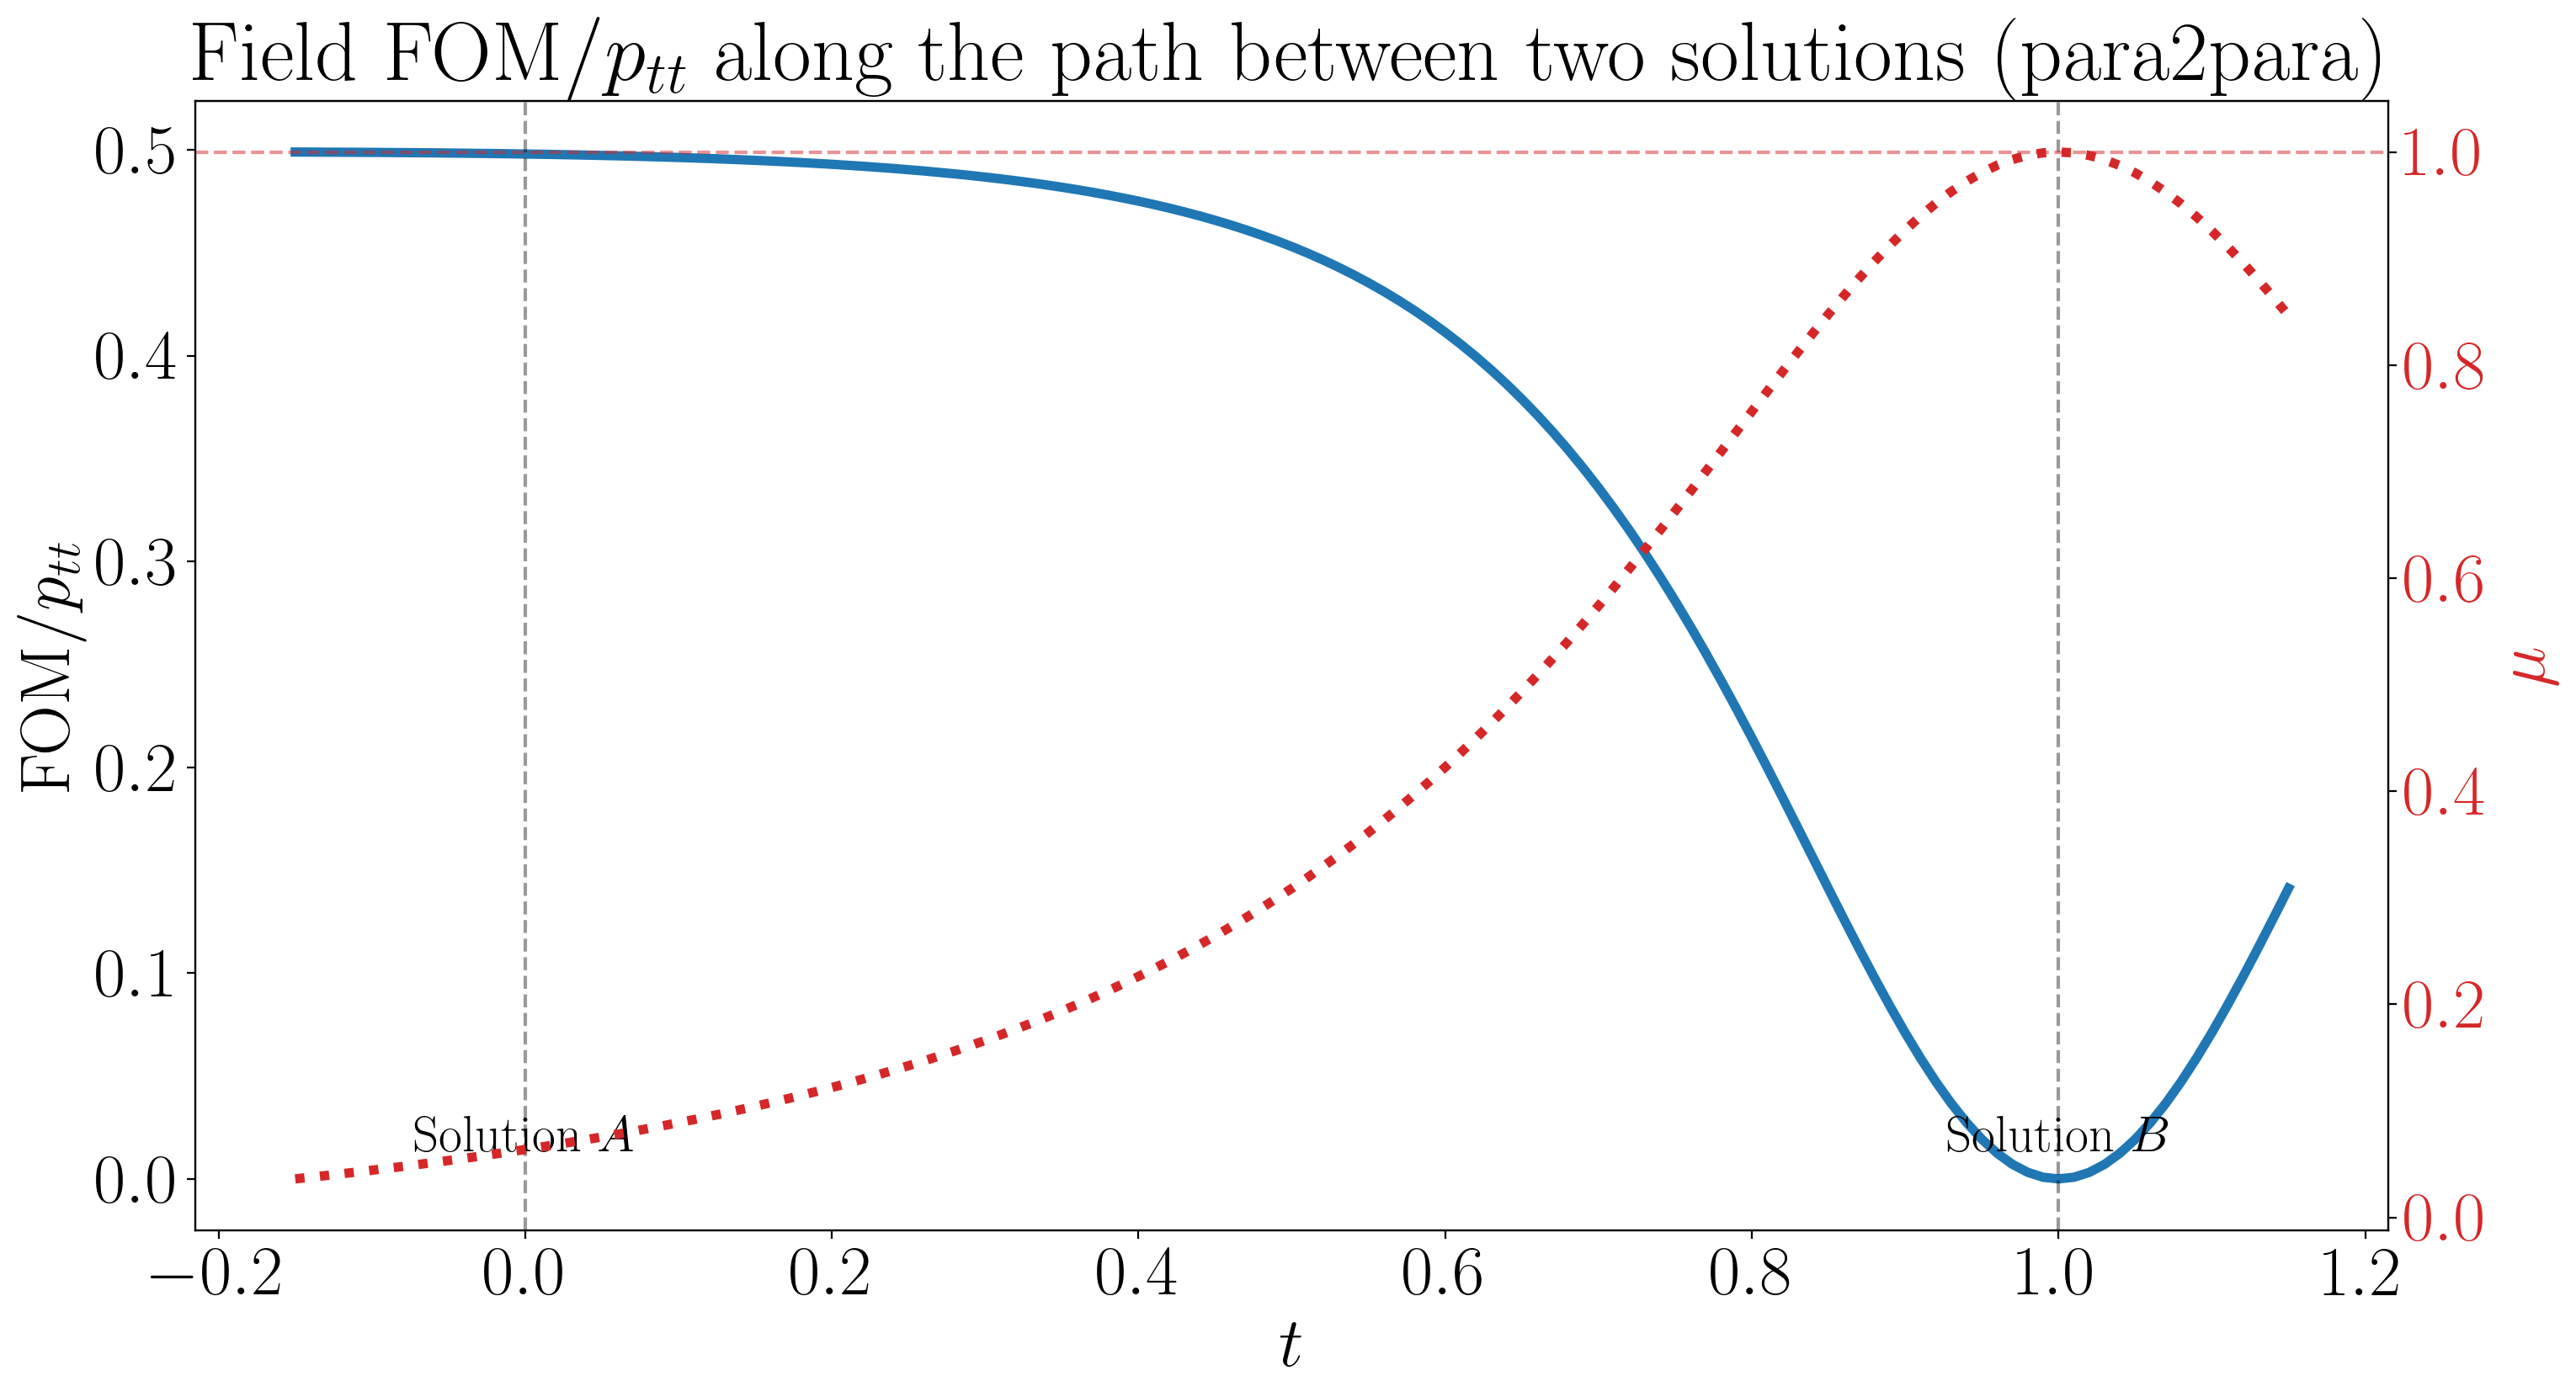 Field FOM/p_tt along the path between two solutions (para2para)
FOM/p_tt
0.5
0.4
0.3
0.2
0.1
0.0
1.0
0.8
0.6
0.4
0.2
0.0
μ
Solution A
Solution B
−0.2 0.0 0.2 0.4 0.6 0.8 1.0 1.2
t